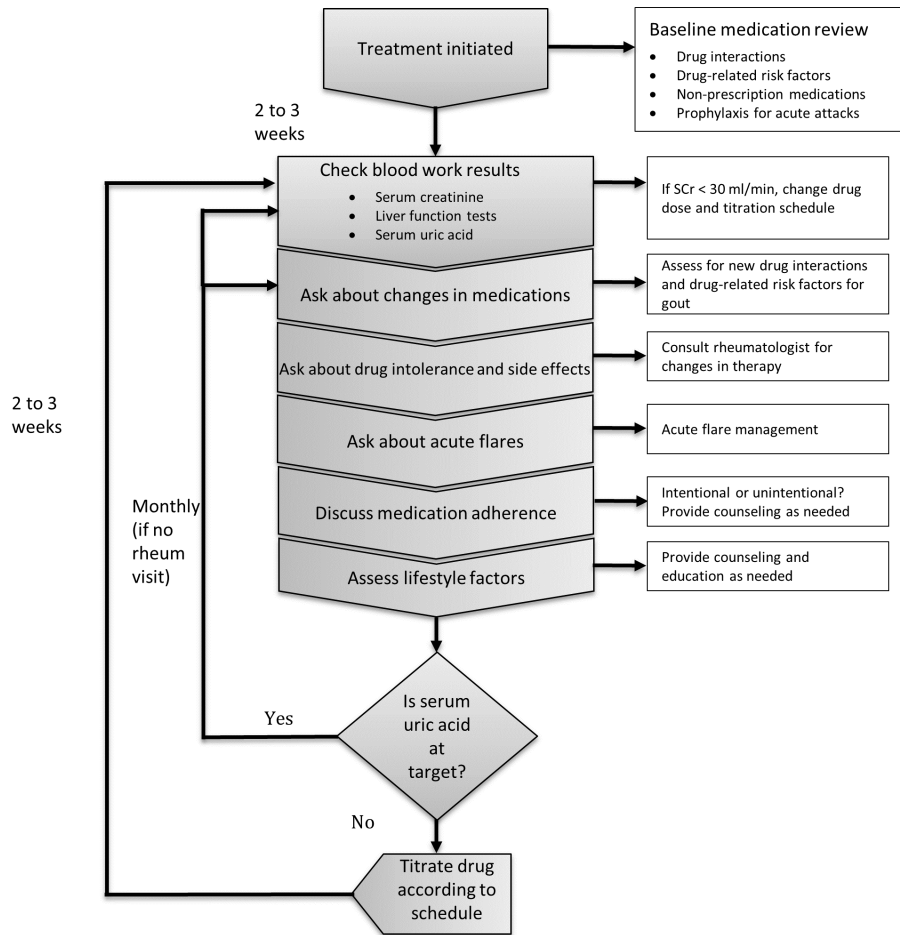 Treatment initiated
Baseline medication review
• Drug interactions
• Drug-related risk factors
• Non-prescription medications
• Prophylaxis for acute attacks
2 to 3
weeks
Check blood work results
• Serum creatinine
• Liver function tests
• Serum uric acid
If SCr < 30 ml/min, change drug
dose and titration schedule
Ask about changes in medications
Assess for new drug interactions
and drug-related risk factors for
gout
Ask about drug intolerance and side effects
Consult rheumatologist for
changes in therapy
2 to 3
weeks
Ask about acute flares
Acute flare management
Monthly
(if no
rheum
visit)
Discuss medication adherence
Intentional or unintentional?
Provide counseling as needed
Assess lifestyle factors
Provide counseling and
education as needed
Is serum
uric acid
at
target?
Yes
No
Titrate drug
according to
schedule